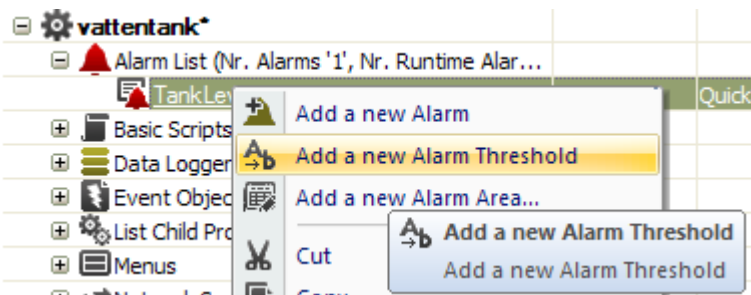 vattentank*
Alarm List (Nr. Alarms '1', Nr. Runtime Alar...
Quick
Add a new Alarm
Basic Scripts
Add a new Alarm Threshold
Data Logger
Event Objec
Add a new Alarm Area...
List Child Pro
Add a new Alarm Threshold
Cut
Menus
Add a new Alarm Threshold